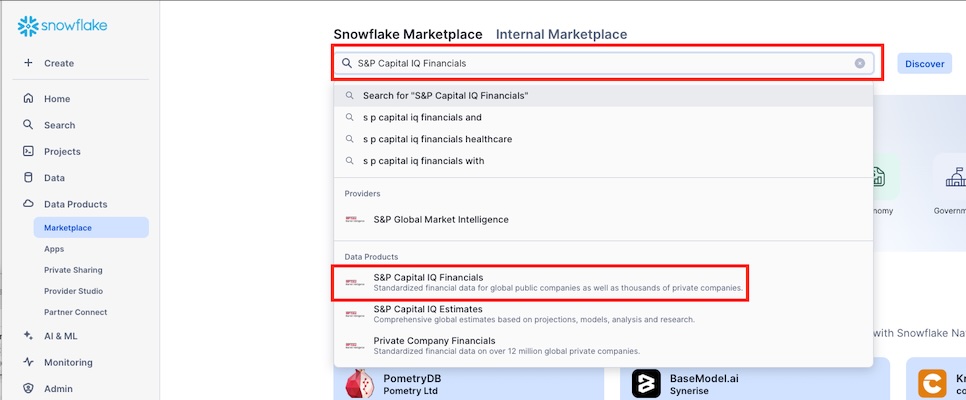 snowflake
Create
Home
Search
Projects
Data
Data Products
Marketplace
Apps
Private Sharing
Provider Studio
Partner Connect
AI & ML
Monitoring
Admin
Snowflake Marketplace Internal Marketplace
S&P Capital IQ Financials
Discover
Search for "S&P Capital IQ Financials"
s p capital iq financials and
s p capital iq financials healthcare
s p capital iq financials with
Providers
S&P Global Market Intelligence
Data Products
S&P Capital IQ Financials
Standardized financial data for global public companies as well as thousands of private companies.
S&P Capital IQ Estimates
Comprehensive global estimates based on projections, models, analysis and research.
Private Company Financials
Standardized financial data on over 12 million global private companies.
with Snowflake Na
PometryDB
Pometry Ltd
BaseModel.ai
Synerise